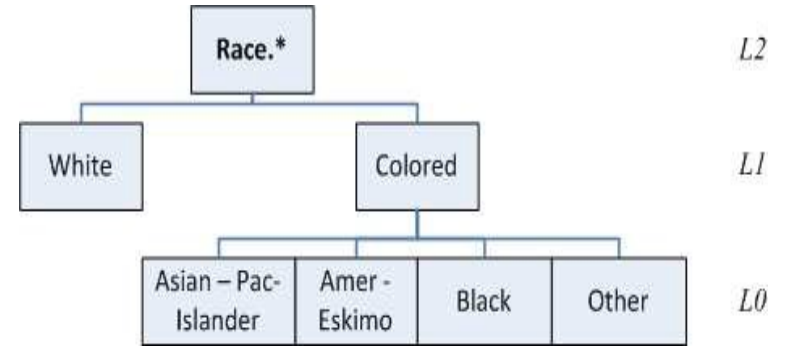 Race.* L2
White Colored L1
Asian – Pac- Amer -
Islander Eskimo Black Other L0